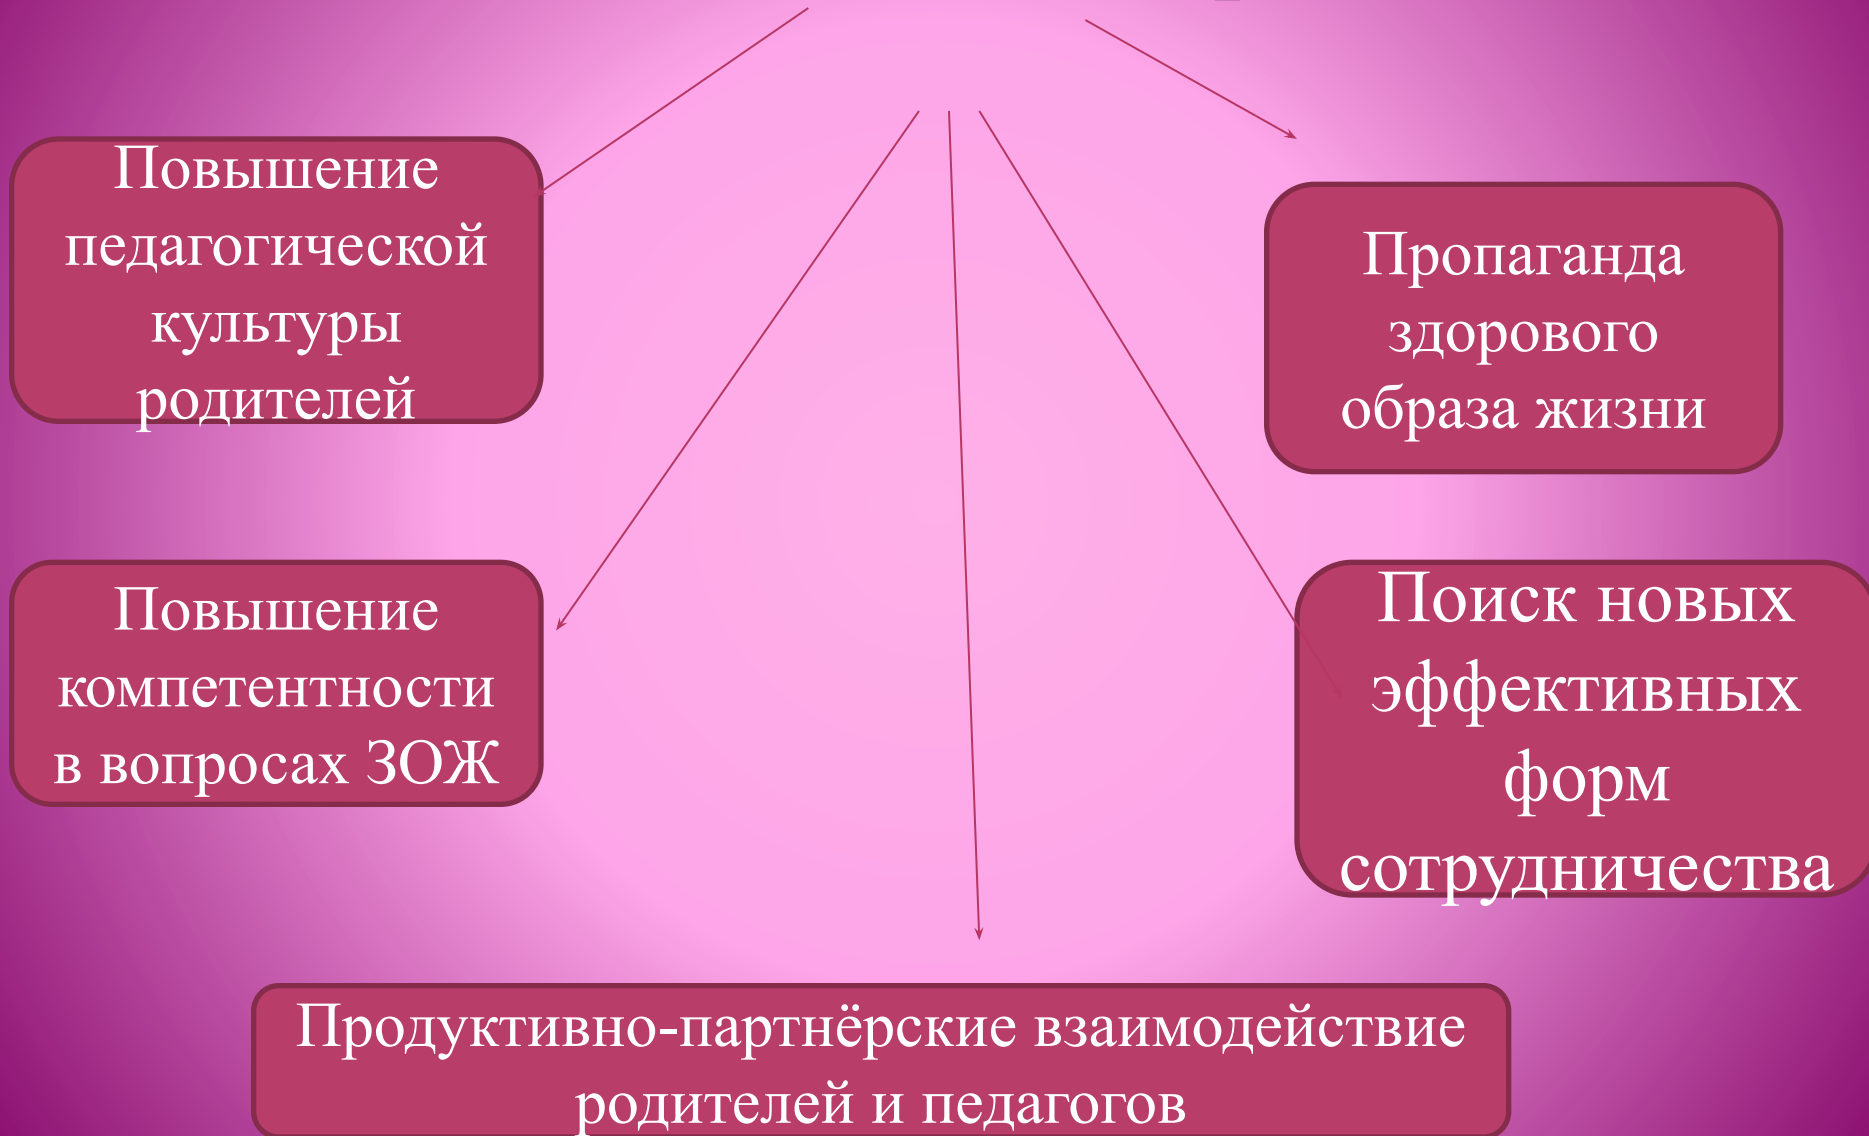 Повышение
педагогической
культуры
родителей
Пропаганда
здорового
образа жизни
Повышение
компетентности
в вопросах ЗОЖ
Поиск новых
эффективных
форм
сотрудничества
Продуктивно-партнёрские взаимодействие
родителей и педагогов